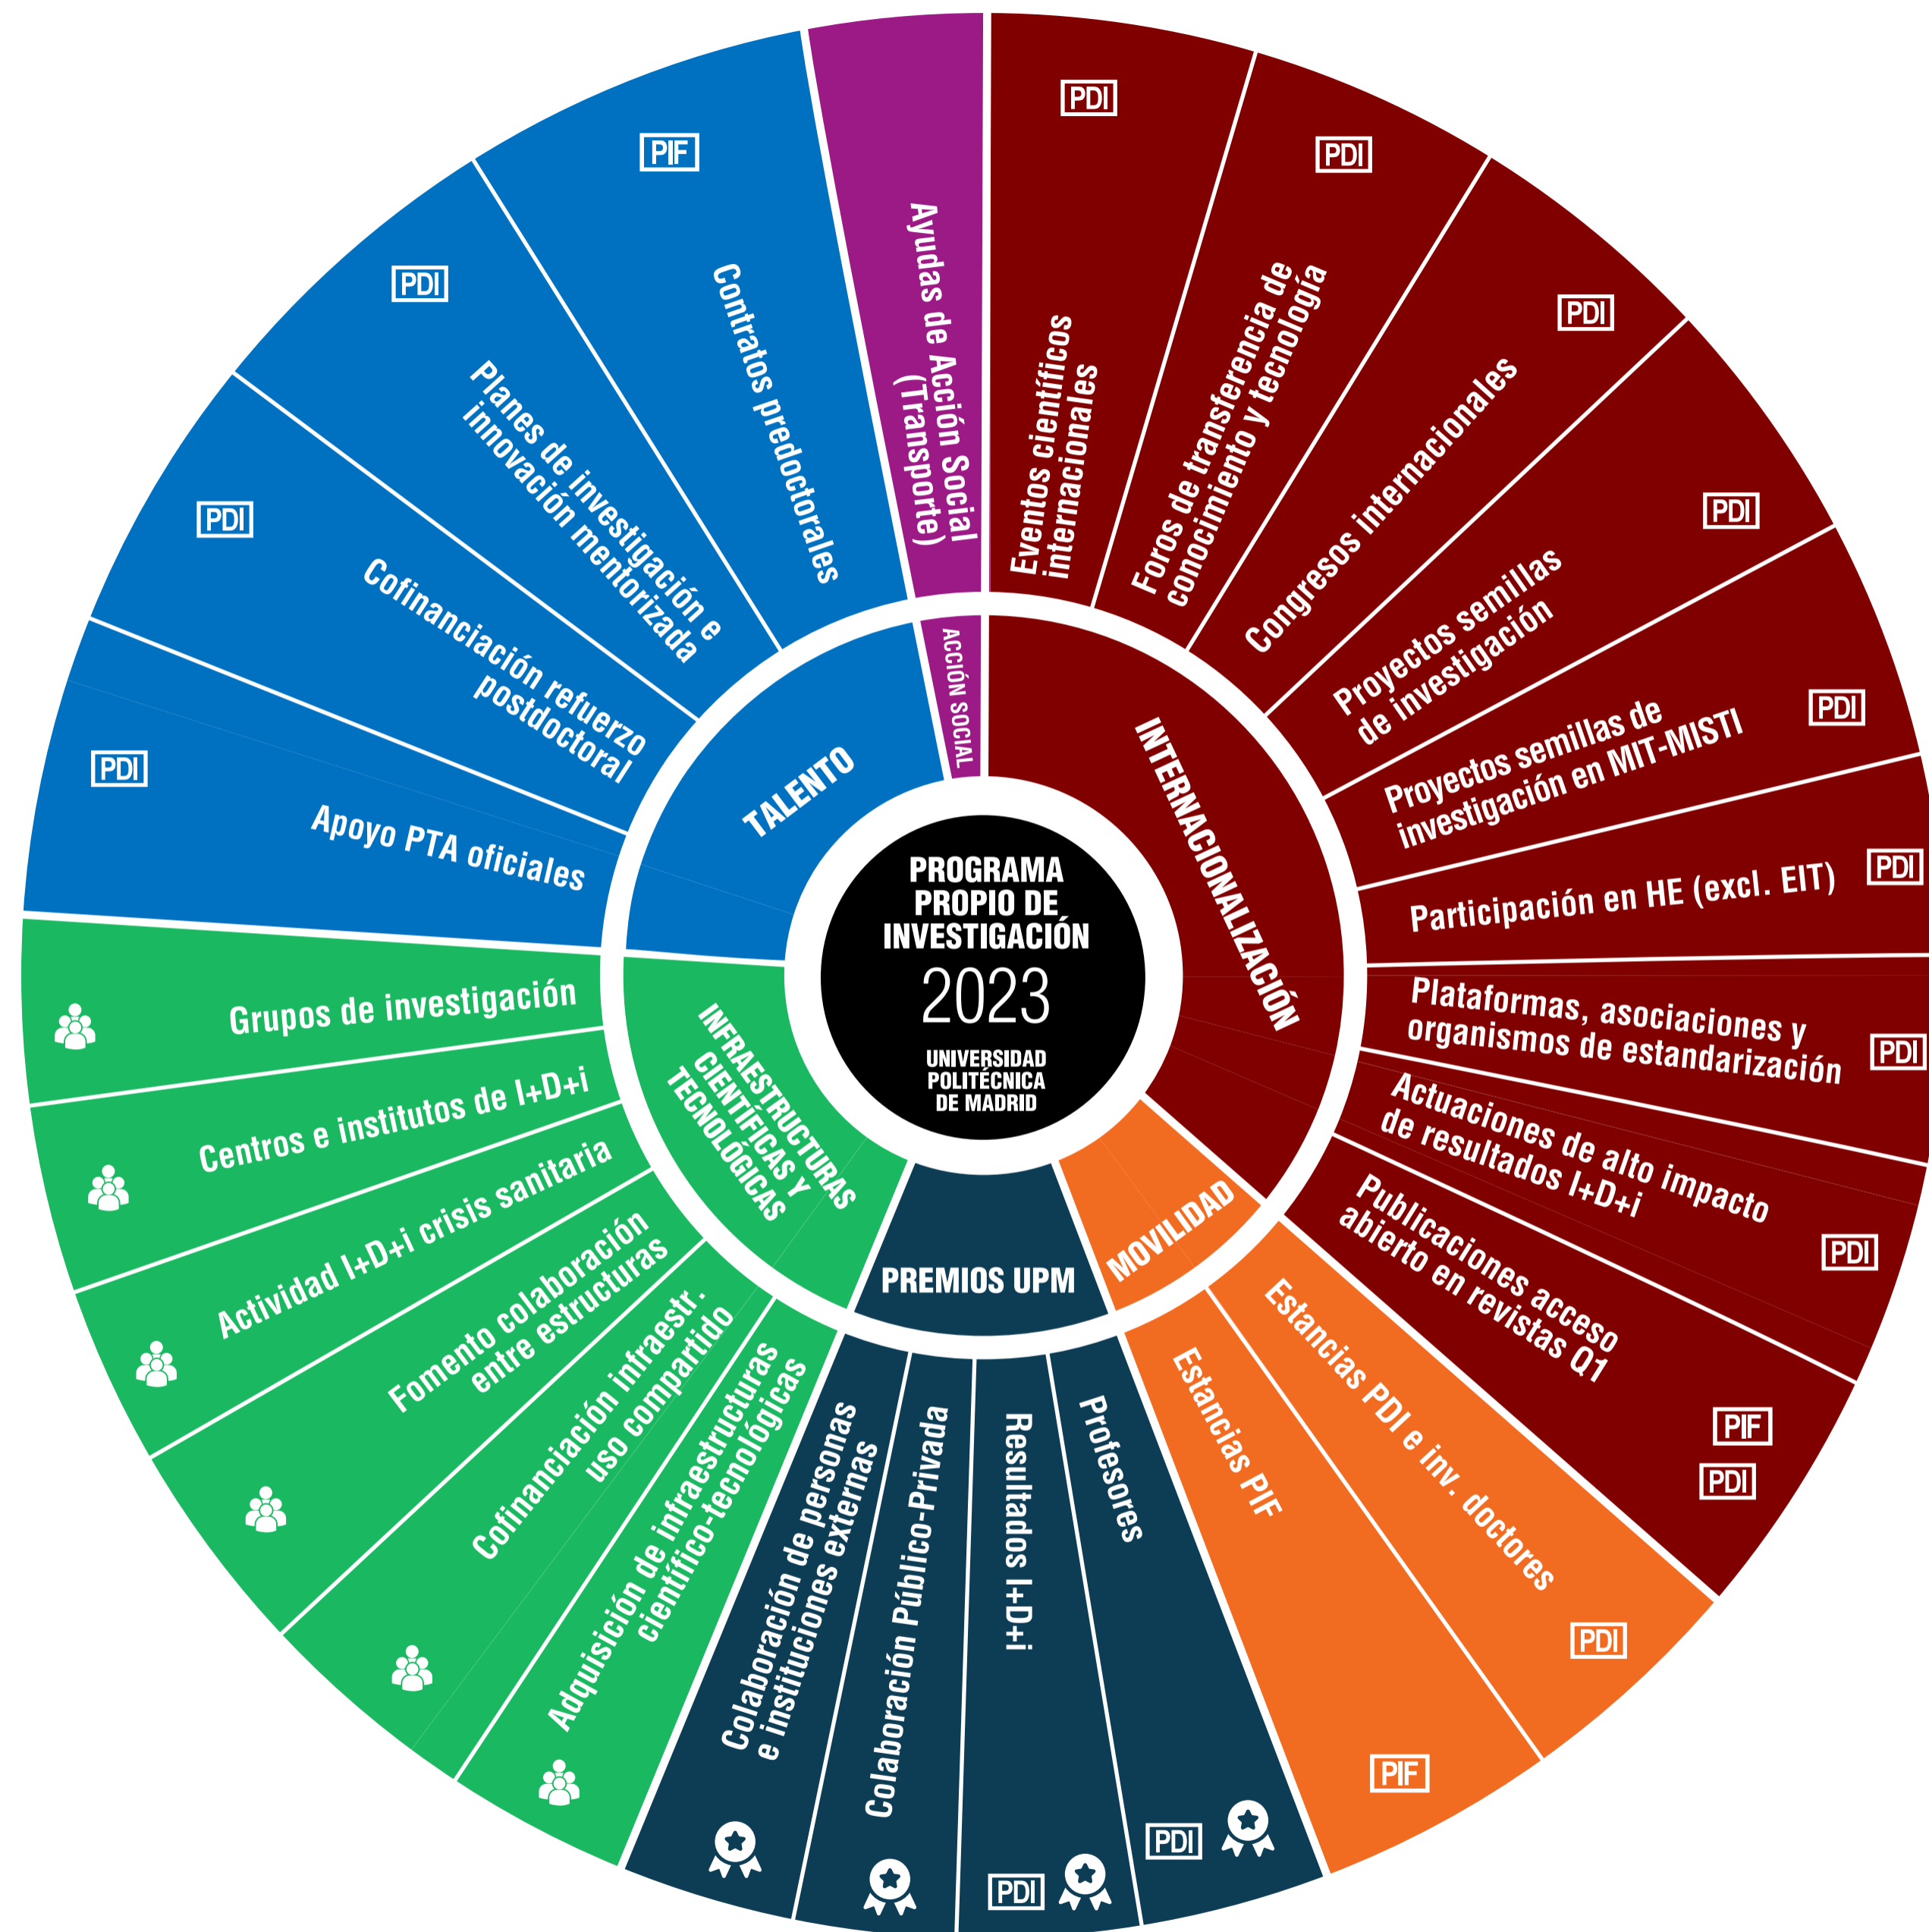 PROGRAMA
PROPIO DE
INVESTIGACIÓN
2023
UNIVERSIDAD
POLITÉCNICA
DE MADRID
INTERNACIONALIZACIÓN
PDI
Eventos científicos
internacionales
PDI
Foros de transferencia de
conocimiento y tecnología
PDI
Congresos internacionales
PDI
Proyectos semillas
de investigación
PDI
Proyectos semillas de
investigación en MIT-MISTI
PDI
Participación en HE (excl. EIT)
PDI
Plataformas, asociaciones y
organismos de estandarización
PDI
Actuaciones de alto impacto
de resultados I+D+i
PDI
Publicaciones acceso
abierto en revistas Q1
PIF
PDI
MOVILIDAD
Estancias PDI e inv. doctores
PDI
Estancias PIF
PIF
PREMIOS UPM
Profesores
PDI
Resultados I+D+i
PDI
Colaboración Público-Privada
Colaboración de personas
e instituciones externas
INFRAESTRUCTURAS
CIENTÍFICAS Y
TECNOLÓGICAS
Adquisición de infraestructuras
científico-tecnológicas
Cofinanciación infraestr.
uso compartido
Fomento colaboración
entre estructuras
Actividad I+D+i crisis sanitaria
Centros e institutos de I+D+i
Grupos de investigación
TALENTO
Apoyo PTA oficiales
PDI
Cofinanciación refuerzo
postdoctoral
PDI
Planes de investigación e
innovación mentorizada
PIF
Contratos predoctorales
ACCIÓN SOCIAL
Ayudas de Acción Social
(Transporte)